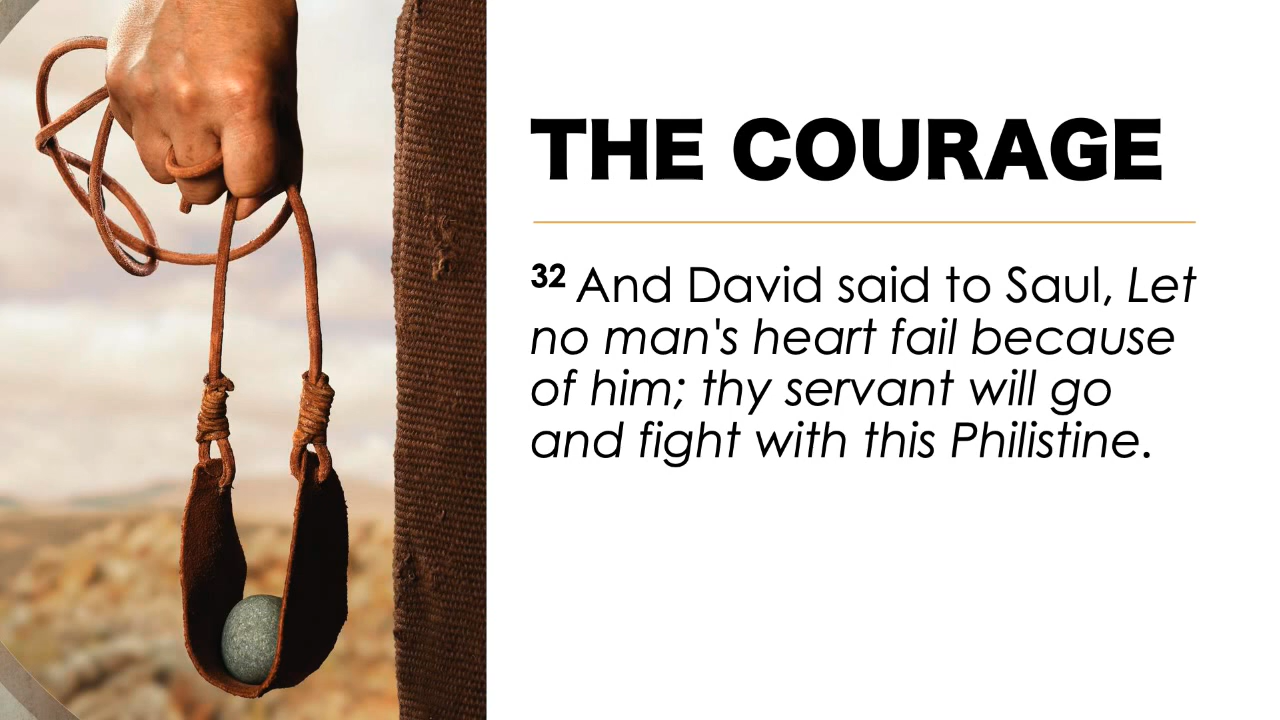 THE COURAGE
32 And David said to Saul, Let
no man's heart fail because
of him; thy servant will go
and fight with this Philistine.